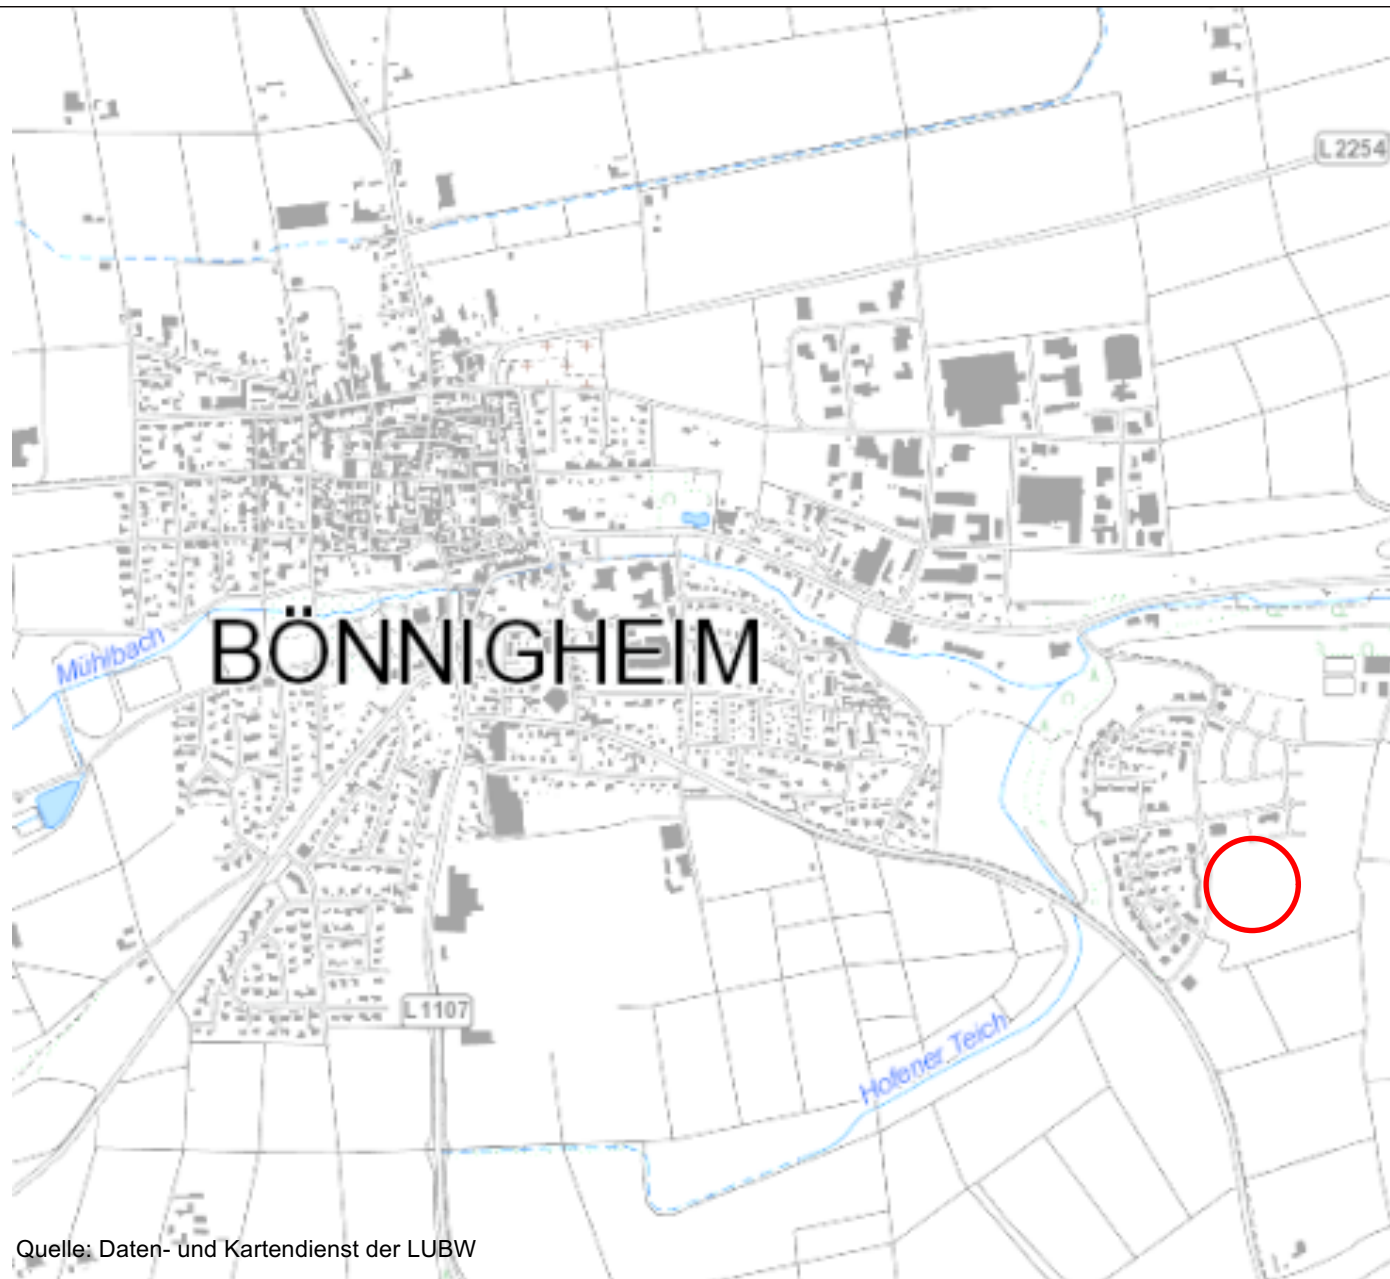 L 2254
BÖNNIGHEIM
Mühlbach
L 1107
Hofener Teich
Quelle: Daten- und Kartendienst der LUBW